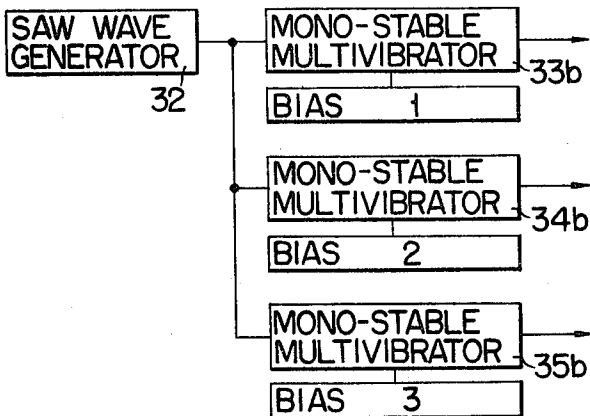 SAW WAVE
GENERATOR
32
MONO-STABLE
MULTIVIBRATOR
33b
BIAS 1
MONO-STABLE
MULTIVIBRATOR
34b
BIAS 2
MONO-STABLE
MULTIVIBRATOR
35b
BIAS 3